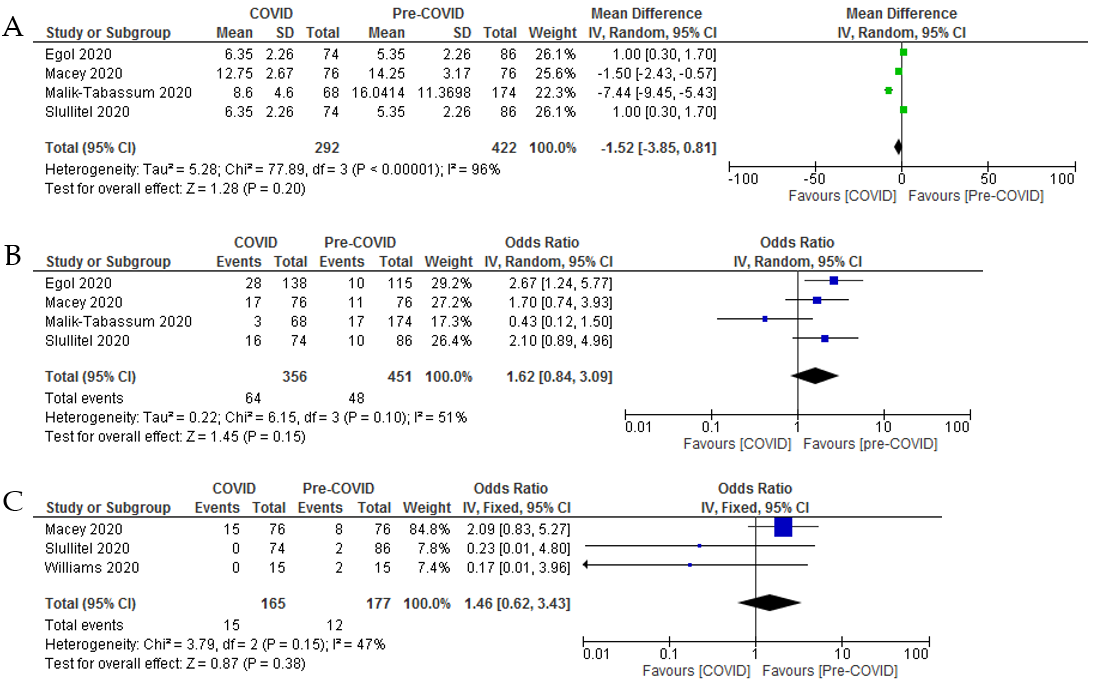 A
COVID Pre-COVID Mean Difference Mean Difference
Study or Subgroup Mean SD Total Mean SD Total Weight IV, Random, 95% CI IV, Random, 95% CI
Egol 2020 6.35 2.26 74 5.35 2.26 86 26.1% 1.00 [0.30, 1.70]
Macey 2020 12.75 2.67 76 14.25 3.17 76 25.6% -1.50 [-2.43, -0.57]
Malik-Tabassum 2020 8.6 4.6 68 16.0414 11.3698 174 22.3% -7.44 [-9.45, -5.43]
Slullitel 2020 6.35 2.26 74 5.35 2.26 86 26.1% 1.00 [0.30, 1.70]
Total (95% CI) 292 422 100.0% -1.52 [-3.85, 0.81]
Heterogeneity: Tau² = 5.28; Chi² = 77.89, df = 3 (P < 0.00001); I² = 96%
Test for overall effect: Z = 1.28 (P = 0.20)
-100 -50 0 50 100
Favours [COVID] Favours [Pre-COVID]
B
COVID Pre-COVID Odds Ratio Odds Ratio
Study or Subgroup Events Total Events Total Weight IV, Random, 95% CI IV, Random, 95% CI
Egol 2020 28 138 10 115 29.2% 2.67 [1.24, 5.77]
Macey 2020 17 76 11 76 27.2% 1.70 [0.74, 3.93]
Malik-Tabassum 2020 3 68 17 174 17.3% 0.43 [0.12, 1.50]
Slullitel 2020 16 74 10 86 26.4% 2.10 [0.89, 4.96]
Total (95% CI) 356 451 100.0% 1.62 [0.84, 3.09]
Total events 64 48
Heterogeneity: Tau² = 0.22; Chi² = 6.15, df = 3 (P = 0.10); I² = 51%
Test for overall effect: Z = 1.45 (P = 0.15)
0.01 0.1 1 10 100
Favours [COVID] Favours [pre-COVID]
C
COVID Pre-COVID Odds Ratio Odds Ratio
Study or Subgroup Events Total Events Total Weight IV, Fixed, 95% CI IV, Fixed, 95% CI
Macey 2020 15 76 8 76 84.8% 2.09 [0.83, 5.27]
Slullitel 2020 0 74 2 86 7.8% 0.23 [0.01, 4.80]
Williams 2020 0 15 2 15 7.4% 0.17 [0.01, 3.96]
Total (95% CI) 165 177 100.0% 1.46 [0.62, 3.43]
Total events 15 12
Heterogeneity: Chi² = 3.79, df = 2 (P = 0.15); I² = 47%
Test for overall effect: Z = 0.87 (P = 0.38)
0.01 0.1 1 10 100
Favours [COVID] Favours [Pre-COVID]